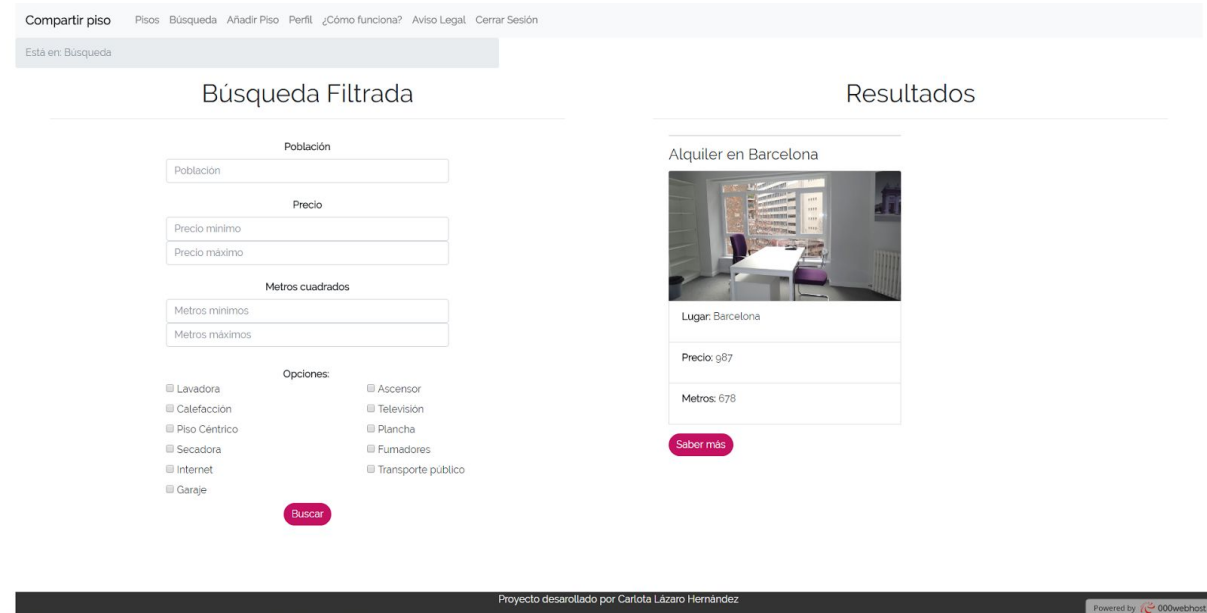 Compartir piso Pisos Búsqueda Añadir Piso Perfil ¿Cómo funciona? Aviso Legal Cerrar Sesión
Está en: Búsqueda
Búsqueda Filtrada
Población
Población
Precio
Precio mínimo
Precio máximo
Metros cuadrados
Metros mínimos
Metros máximos
Opciones:
Lavadora Ascensor
Calefacción Televisión
Piso Céntrico Plancha
Secadora Fumadores
Internet Transporte público
Garaje
Buscar
Resultados
Alquiler en Barcelona
Lugar: Barcelona
Precio: 987
Metros: 678
Saber más
Proyecto desarollado por Carlota Lázaro Hernández
Powered by 000webhost